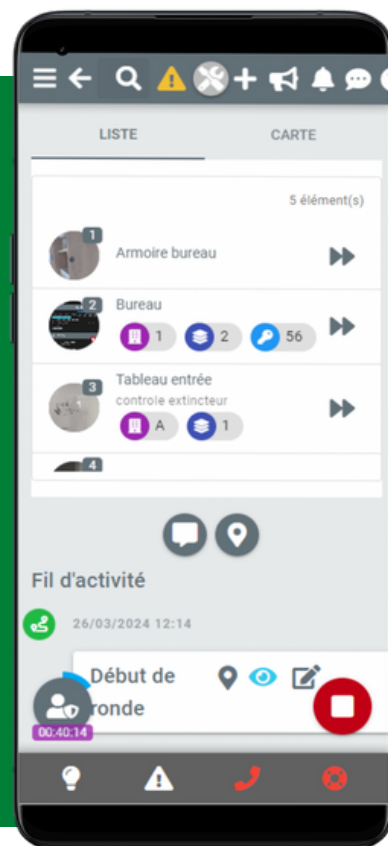 LISTE CARTE
5 élément(s)
1
Armoire bureau
2
Bureau
1 2 56
3
Tableau entrée
controle extincteur
A 1
4
Fil d'activité
26/03/2024 12:14
Début de
ronde
00:40:14